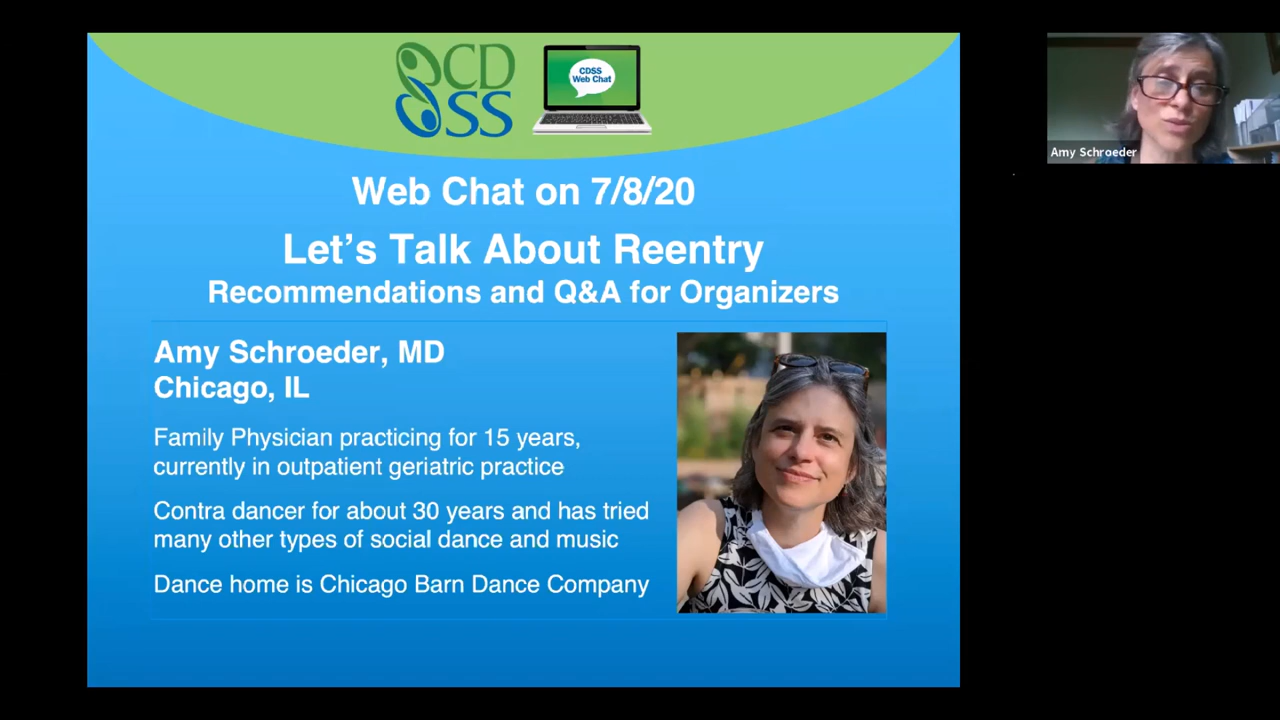 CD
SS
CDSS
Web Chat
Web Chat on 7/8/20
Let's Talk About Reentry
Recommendations and Q&A for Organizers
Amy Schroeder, MD
Chicago, IL
Family Physician practicing for 15 years,
currently in outpatient geriatric practice
Contra dancer for about 30 years and has tried
many other types of social dance and music
Dance home is Chicago Barn Dance Company
Amy Schroeder